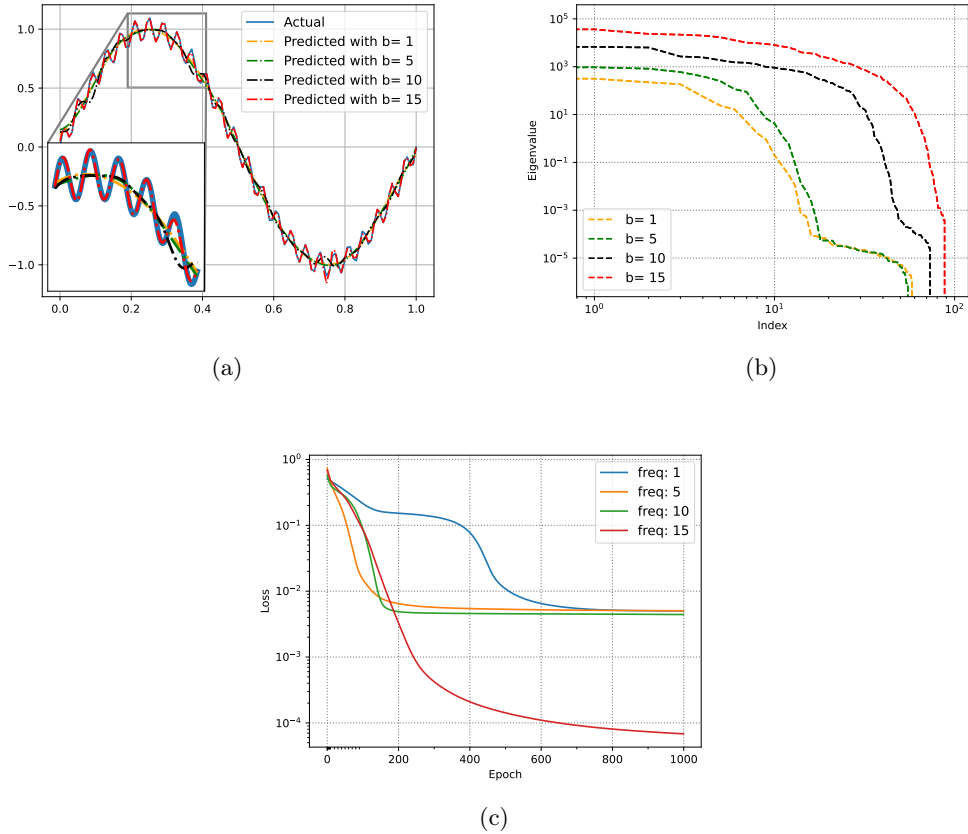 1.0
0.5
0.0
−0.5
−1.0
0.0 0.2 0.4 0.6 0.8 1.0
Actual
Predicted with b= 1
Predicted with b= 5
Predicted with b= 10
Predicted with b= 15
(a)
10^5
10^3
10^1
10^−1
10^−3
10^−5
Eigenvalue
b= 1
b= 5
b= 10
b= 15
10^0 10^1 10^2
Index
(b)
10^0
10^−1
10^−2
10^−3
10^−4
Loss
freq: 1
freq: 5
freq: 10
freq: 15
0 200 400 600 800 1000
Epoch
(c)